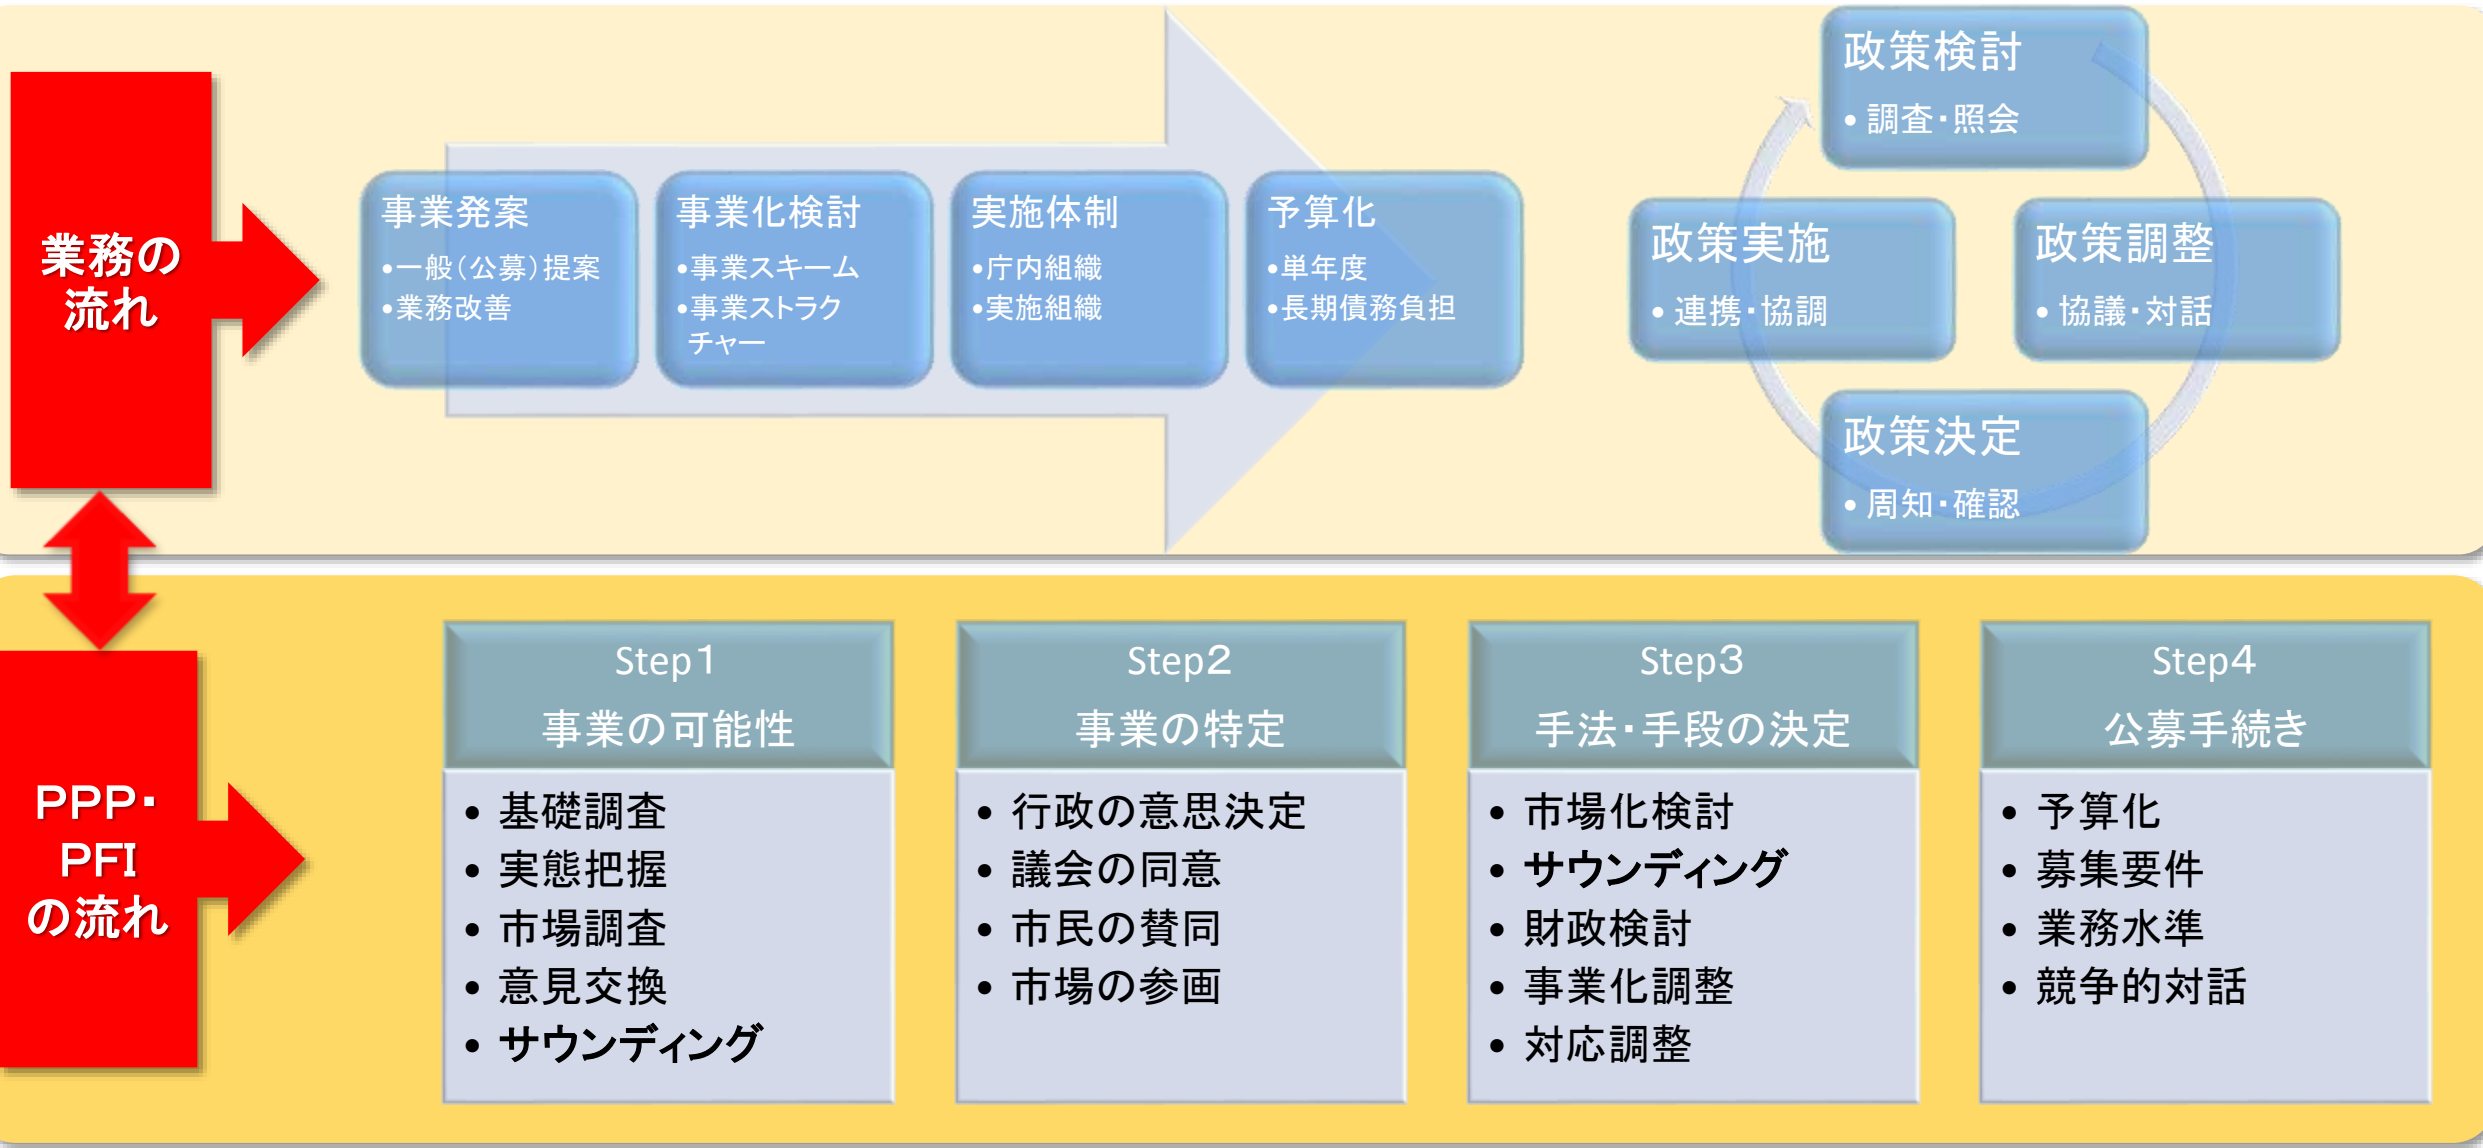 業務の
流れ
事業発案
•一般(公募)提案
•業務改善
事業化検討
•事業スキーム
•事業ストラク
チャー
実施体制
•庁内組織
•実施組織
予算化
•単年度
•長期債務負担
政策検討
• 調査・照会
政策調整
• 協議・対話
政策決定
• 周知・確認
政策実施
• 連携・協調
PPP・
PFI
の流れ
Step1
事業の可能性
• 基礎調査
• 実態把握
• 市場調査
• 意見交換
• サウンディング
Step2
事業の特定
• 行政の意思決定
• 議会の同意
• 市民の賛同
• 市場の参画
Step3
手法・手段の決定
• 市場化検討
• サウンディング
• 財政検討
• 事業化調整
• 対応調整
Step4
公募手続き
• 予算化
• 募集要件
• 業務水準
• 競争的対話